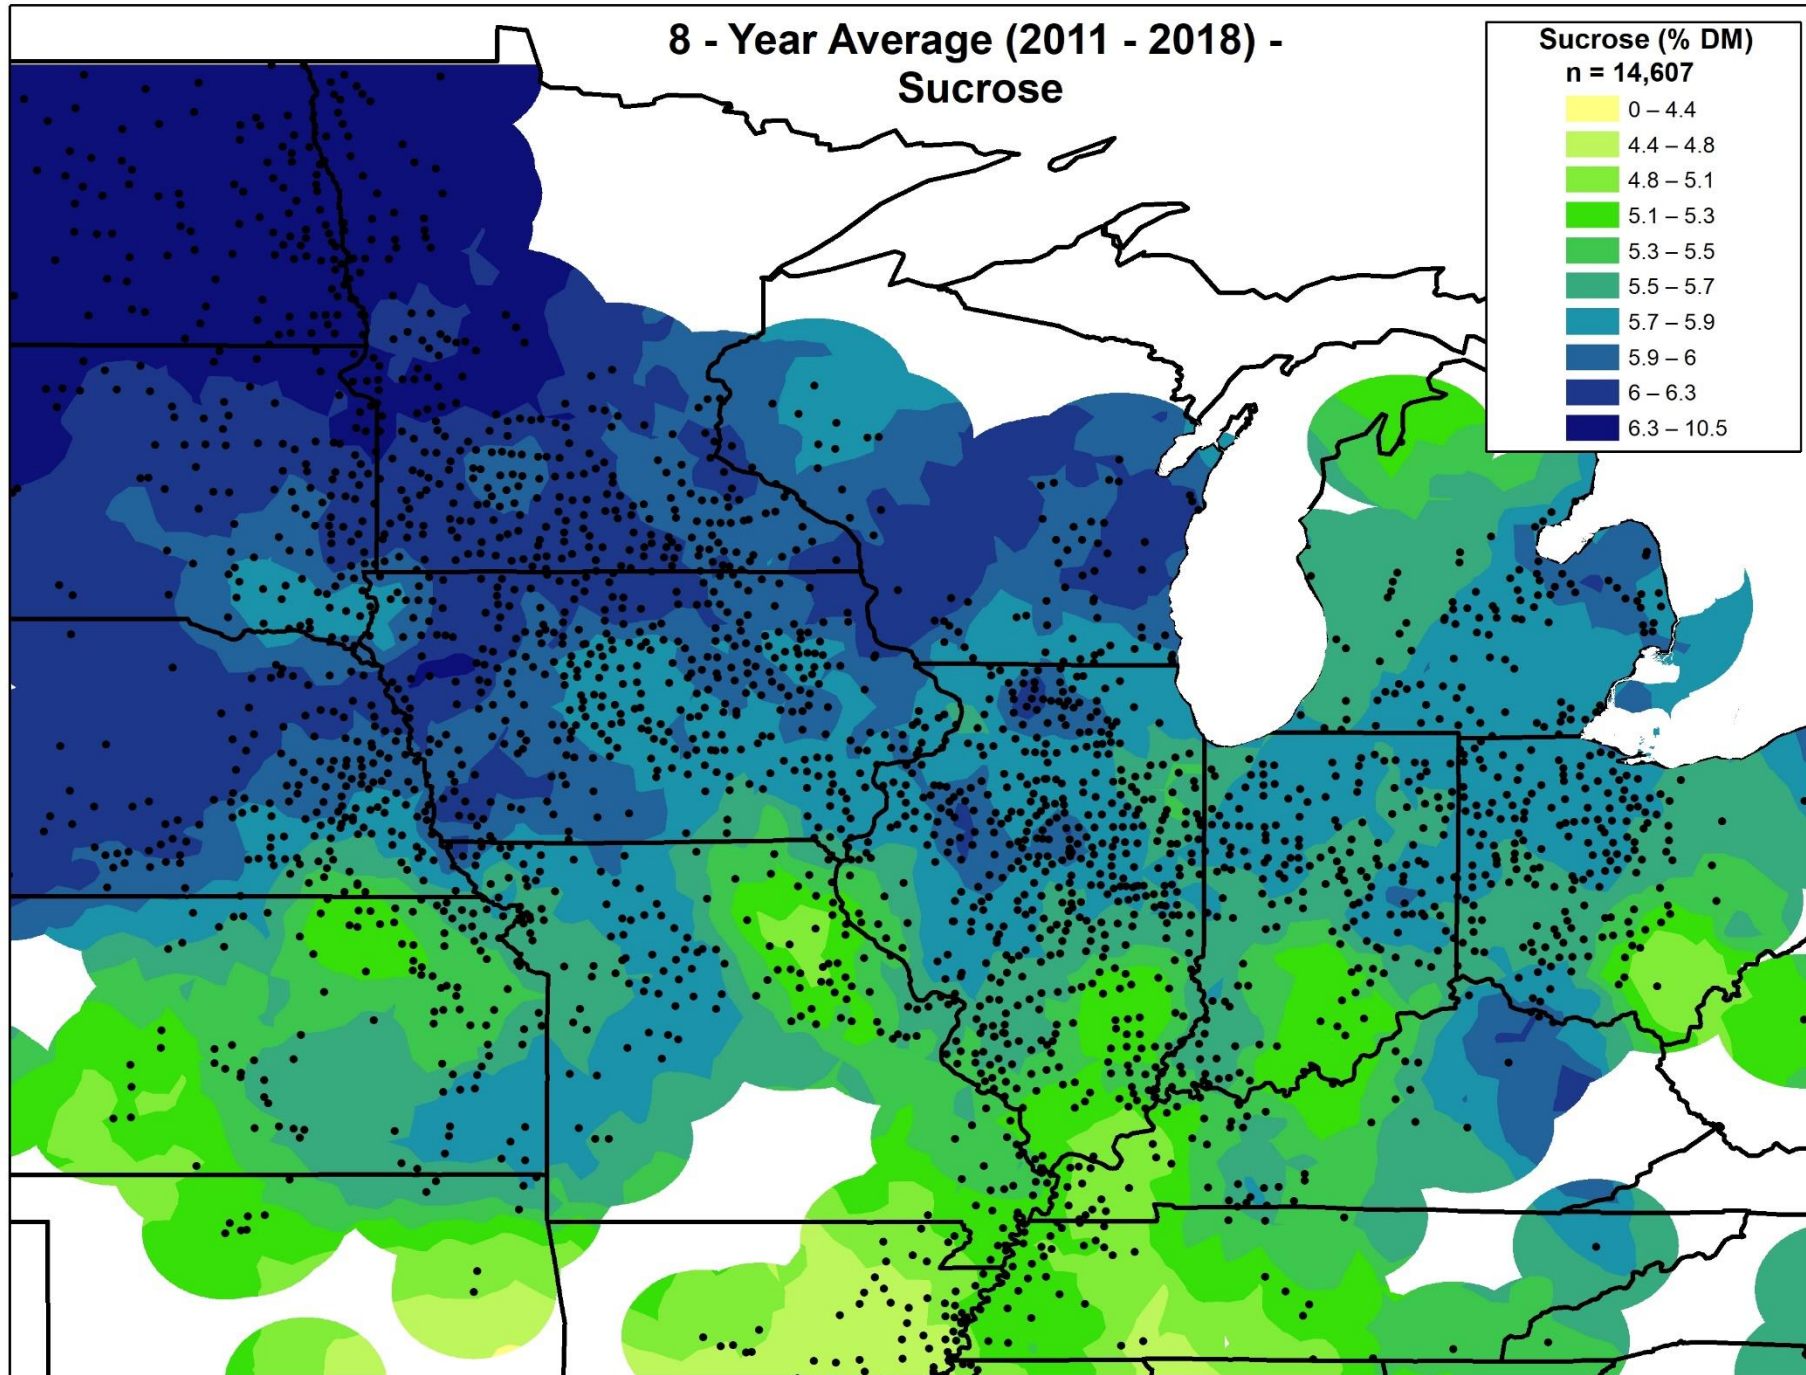 8 - Year Average (2011 - 2018) -
Sucrose
Sucrose (% DM)
n = 14,607
0 – 4.4
4.4 – 4.8
4.8 – 5.1
5.1 – 5.3
5.3 – 5.5
5.5 – 5.7
5.7 – 5.9
5.9 – 6
6 – 6.3
6.3 – 10.5